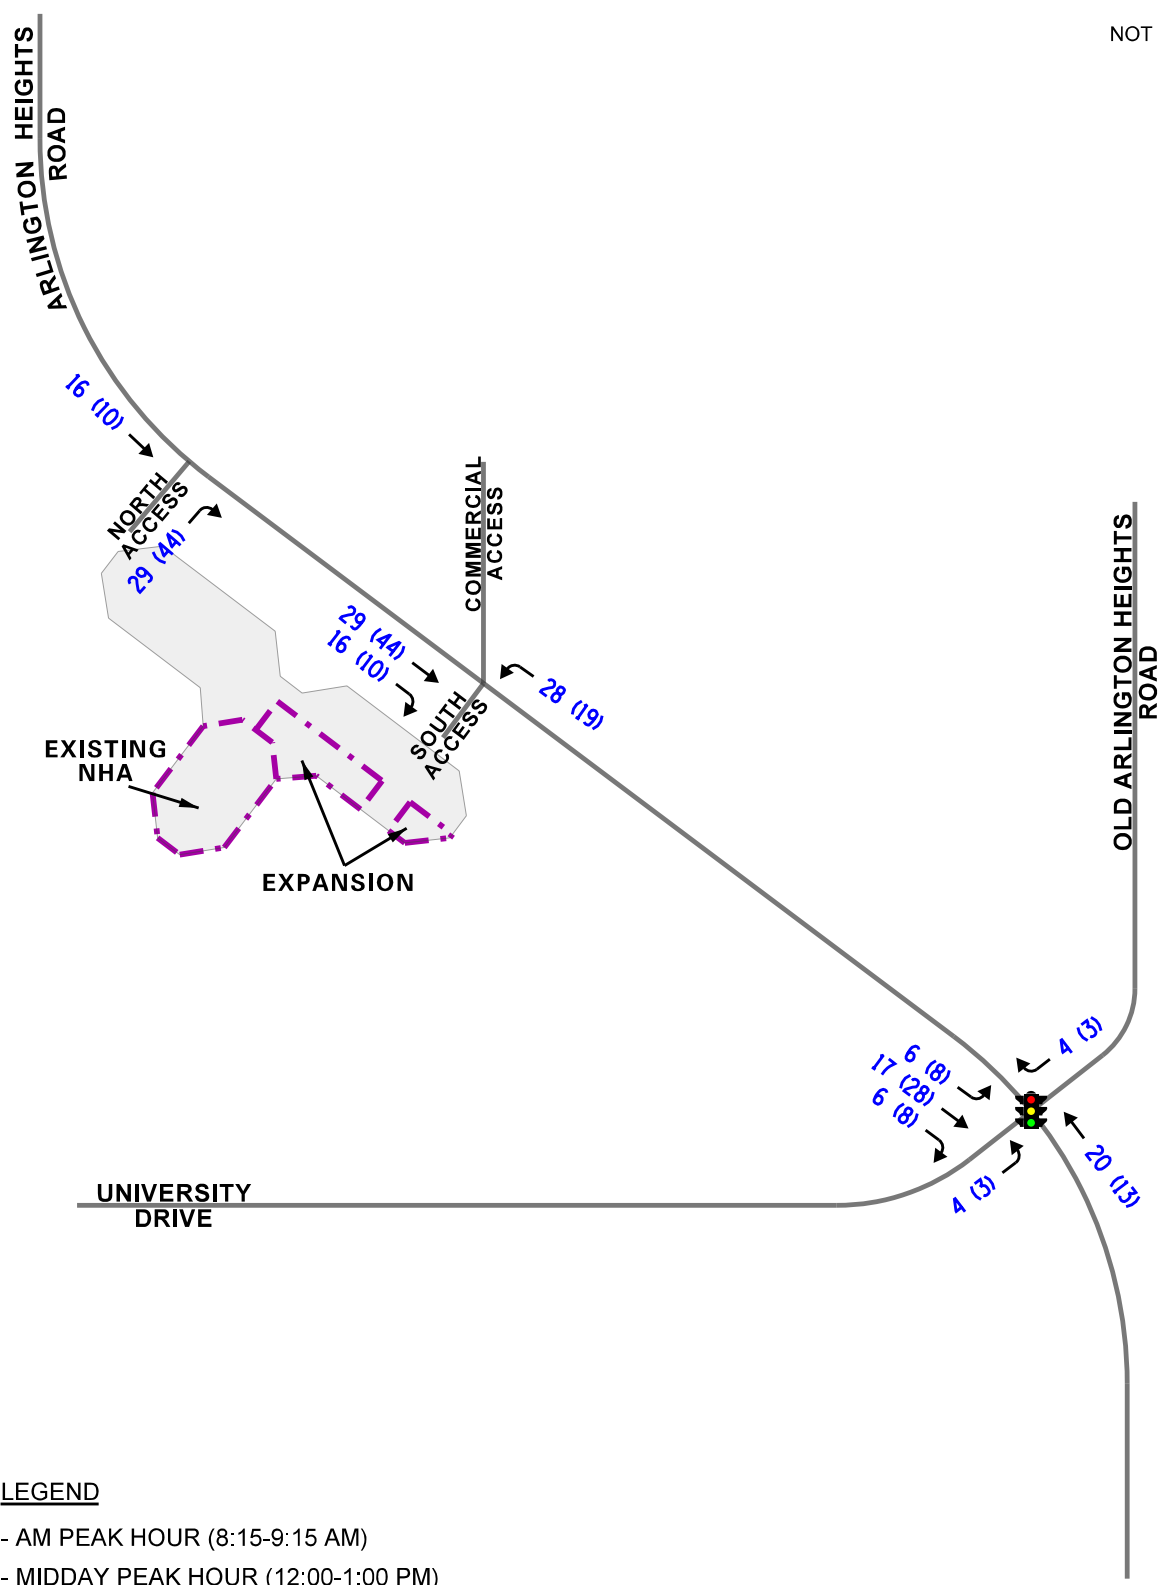 NOT
ARLINGTON HEIGHTS
ROAD
16 (10)
NORTH
ACCESS
29 (44)
COMMERCIAL
ACCESS
29 (44)
16 (10)
28 (19)
SOUTH
ACCESS
OLD ARLINGTON HEIGHTS
ROAD
EXISTING
NHA
EXPANSION
4 (3)
6 (8)
17 (28)
6 (8)
20 (13)
4 (3)
UNIVERSITY
DRIVE
LEGEND
- AM PEAK HOUR (8:15-9:15 AM)
- MIDDAY PEAK HOUR (12:00-1:00 PM)